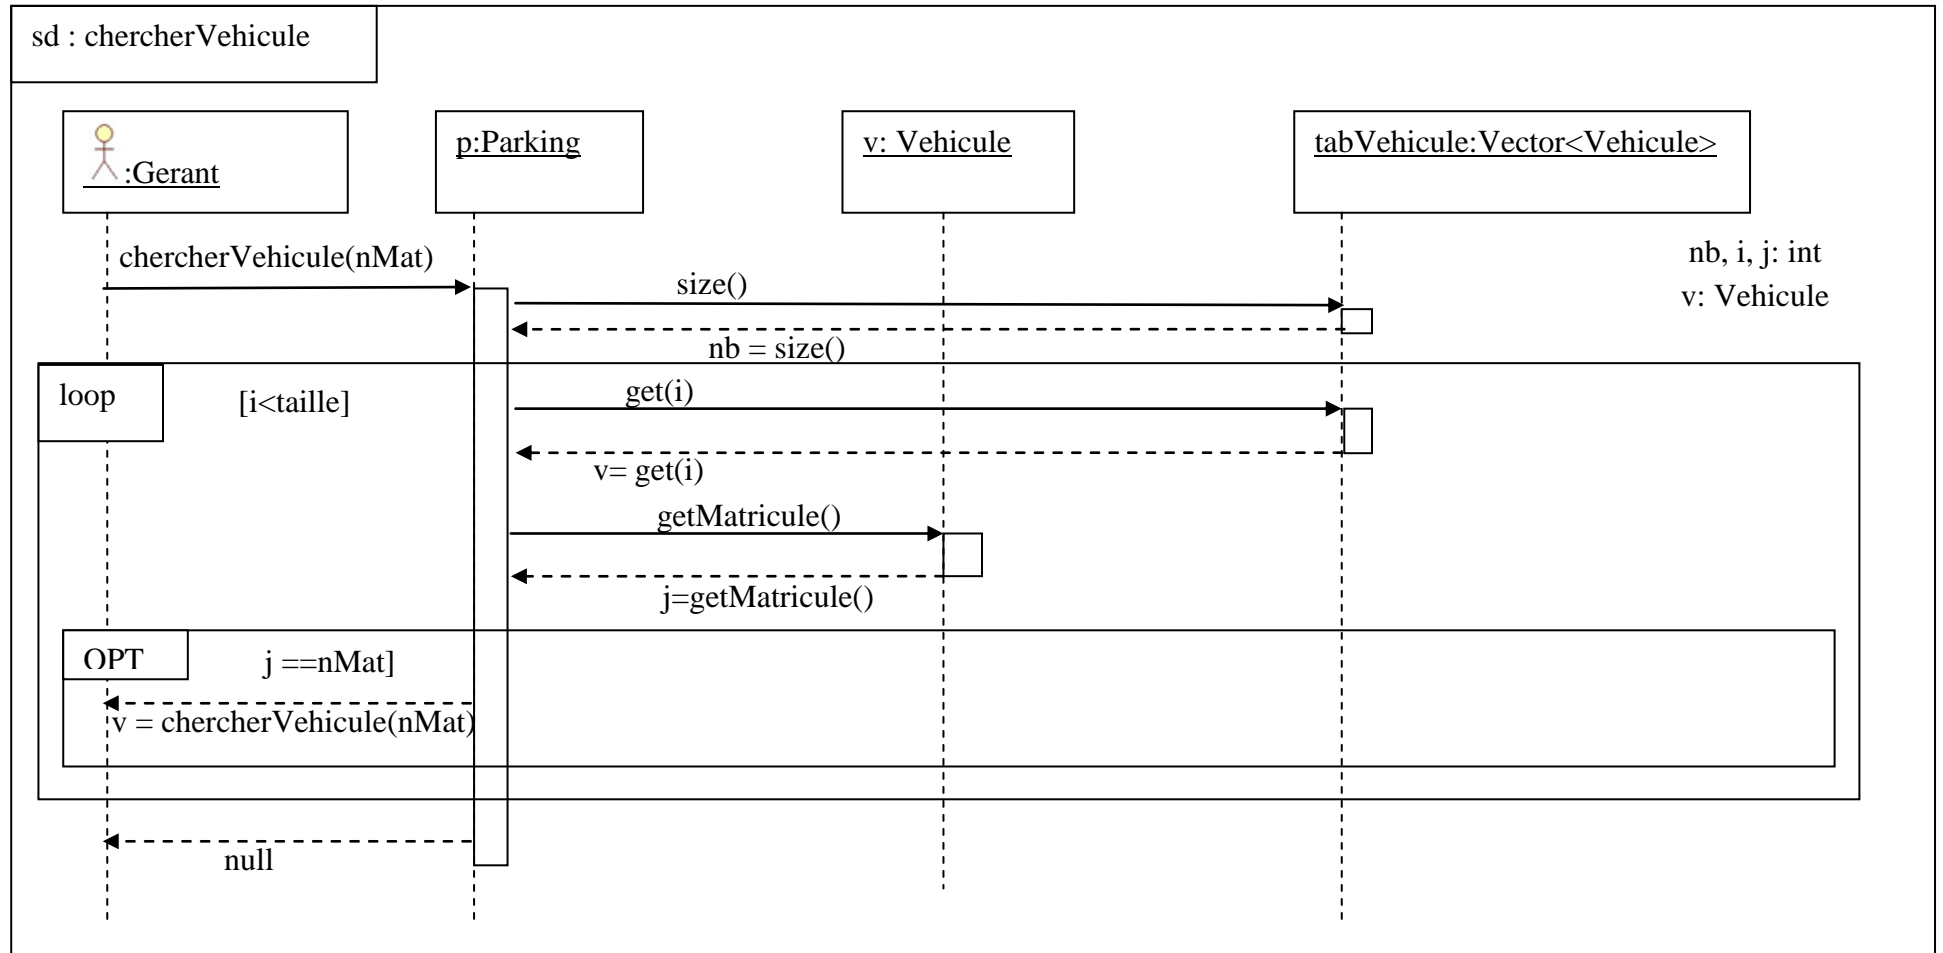 sd : chercherVehicule
:Gerant
p:Parking
v: Vehicule
tabVehicule:Vector<Vehicule>
nb, i, j: int
v: Vehicule
chercherVehicule(nMat)
size()
nb = size()
loop
[i<taille]
get(i)
v= get(i)
getMatricule()
j=getMatricule()
OPT
j ==nMat]
v = chercherVehicule(nMat)
null